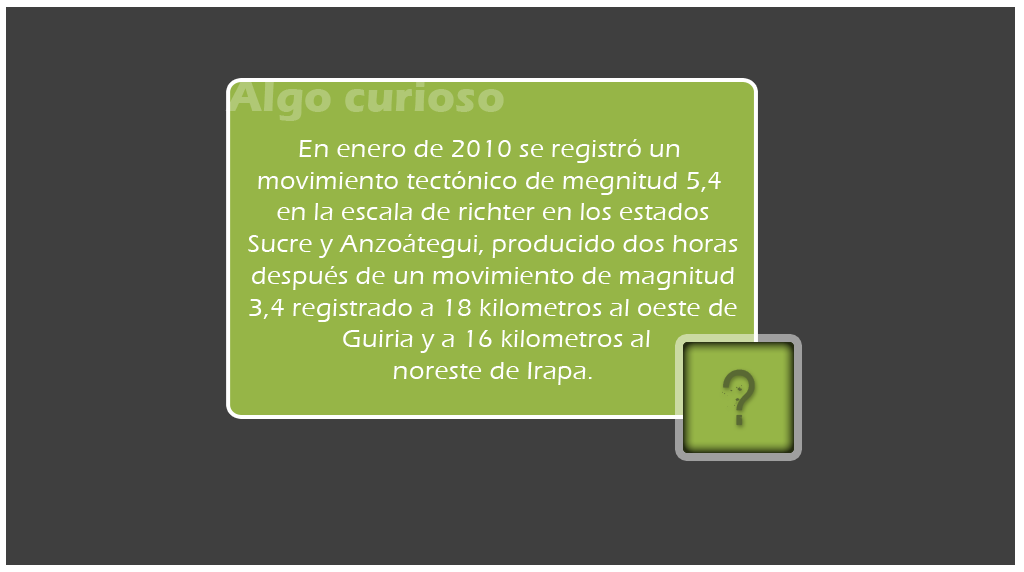 Algo curioso
En enero de 2010 se registró un
movimiento tectónico de megnitud 5,4
en la escala de richter en los estados
Sucre y Anzoátegui, producido dos horas
después de un movimiento de magnitud
3,4 registrado a 18 kilometros al oeste de
Guiria y a 16 kilometros al
noreste de Irapa.
?